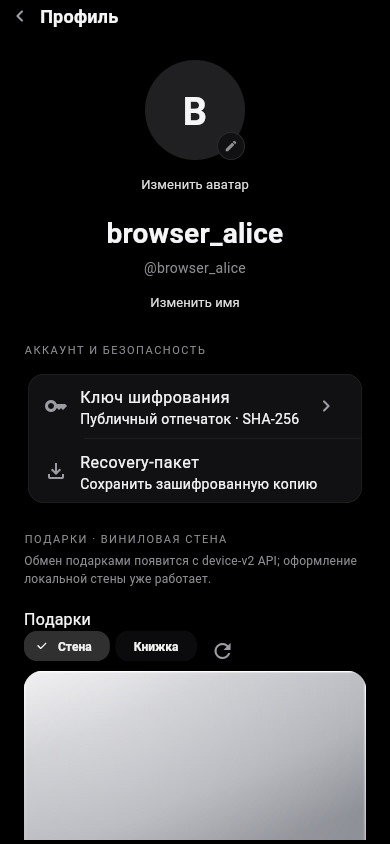 Профиль
B
Изменить аватар
browser_alice
@browser_alice
Изменить имя
АККАУНТ И БЕЗОПАСНОСТЬ
Ключ шифрования
Публичный отпечаток · SHA-256
Recovery-пакет
Сохранить зашифрованную копию
ПОДАРКИ · ВИНИЛОВАЯ СТЕНА
Обмен подарками появится с device-v2 API; оформление
локальной стены уже работает.
Подарки
Стена
Книжка